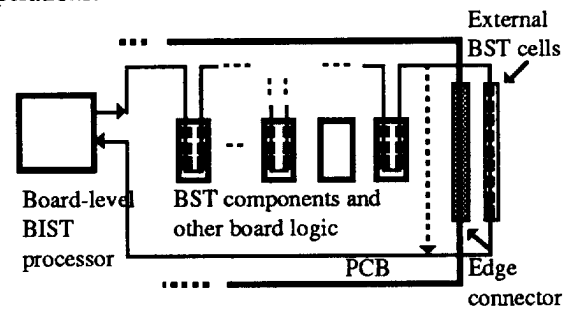 External
BST cells
Board-level
BIST
processor
BST components and
other board logic
PCB
Edge
connector